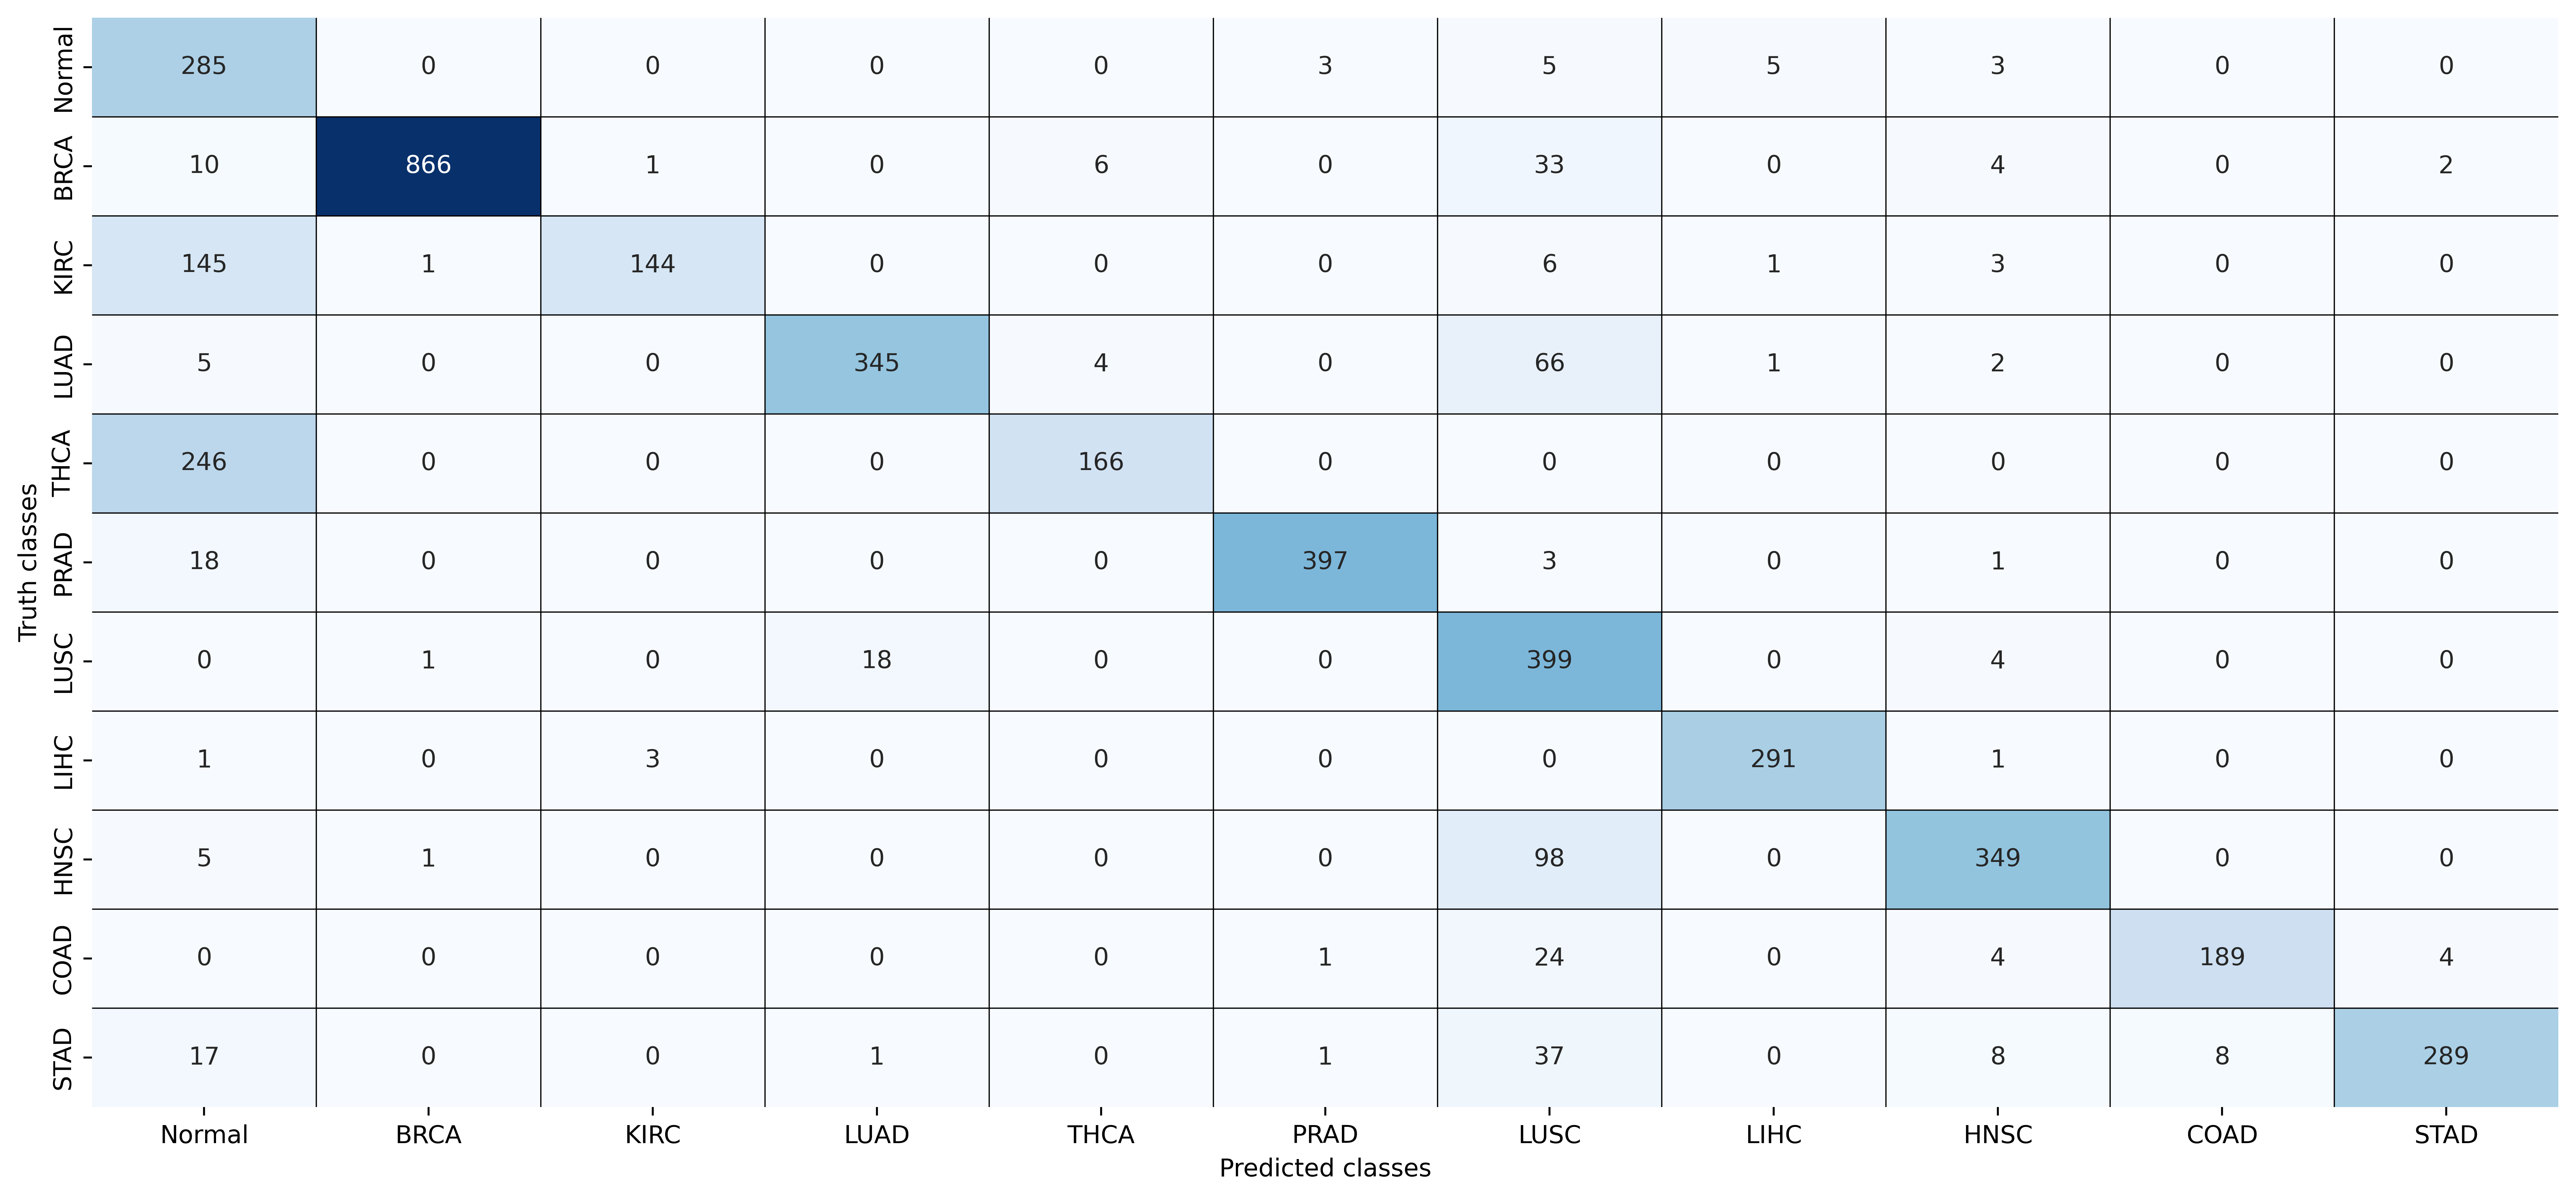 Truth classes
Normal 285 0 0 0 0 3 5 5 3 0 0
BRCA 10 866 1 0 6 0 33 0 4 0 2
KIRC 145 1 144 0 0 0 6 1 3 0 0
LUAD 5 0 0 345 4 0 66 1 2 0 0
THCA 246 0 0 0 166 0 0 0 0 0 0
PRAD 18 0 0 0 0 397 3 0 1 0 0
LUSC 0 1 0 18 0 0 399 0 4 0 0
LIHC 1 0 3 0 0 0 0 291 1 0 0
HNSC 5 1 0 0 0 0 98 0 349 0 0
COAD 0 0 0 0 0 1 24 0 4 189 4
STAD 17 0 0 1 0 1 37 0 8 8 289
Normal BRCA KIRC LUAD THCA PRAD LUSC LIHC HNSC COAD STAD
Predicted classes